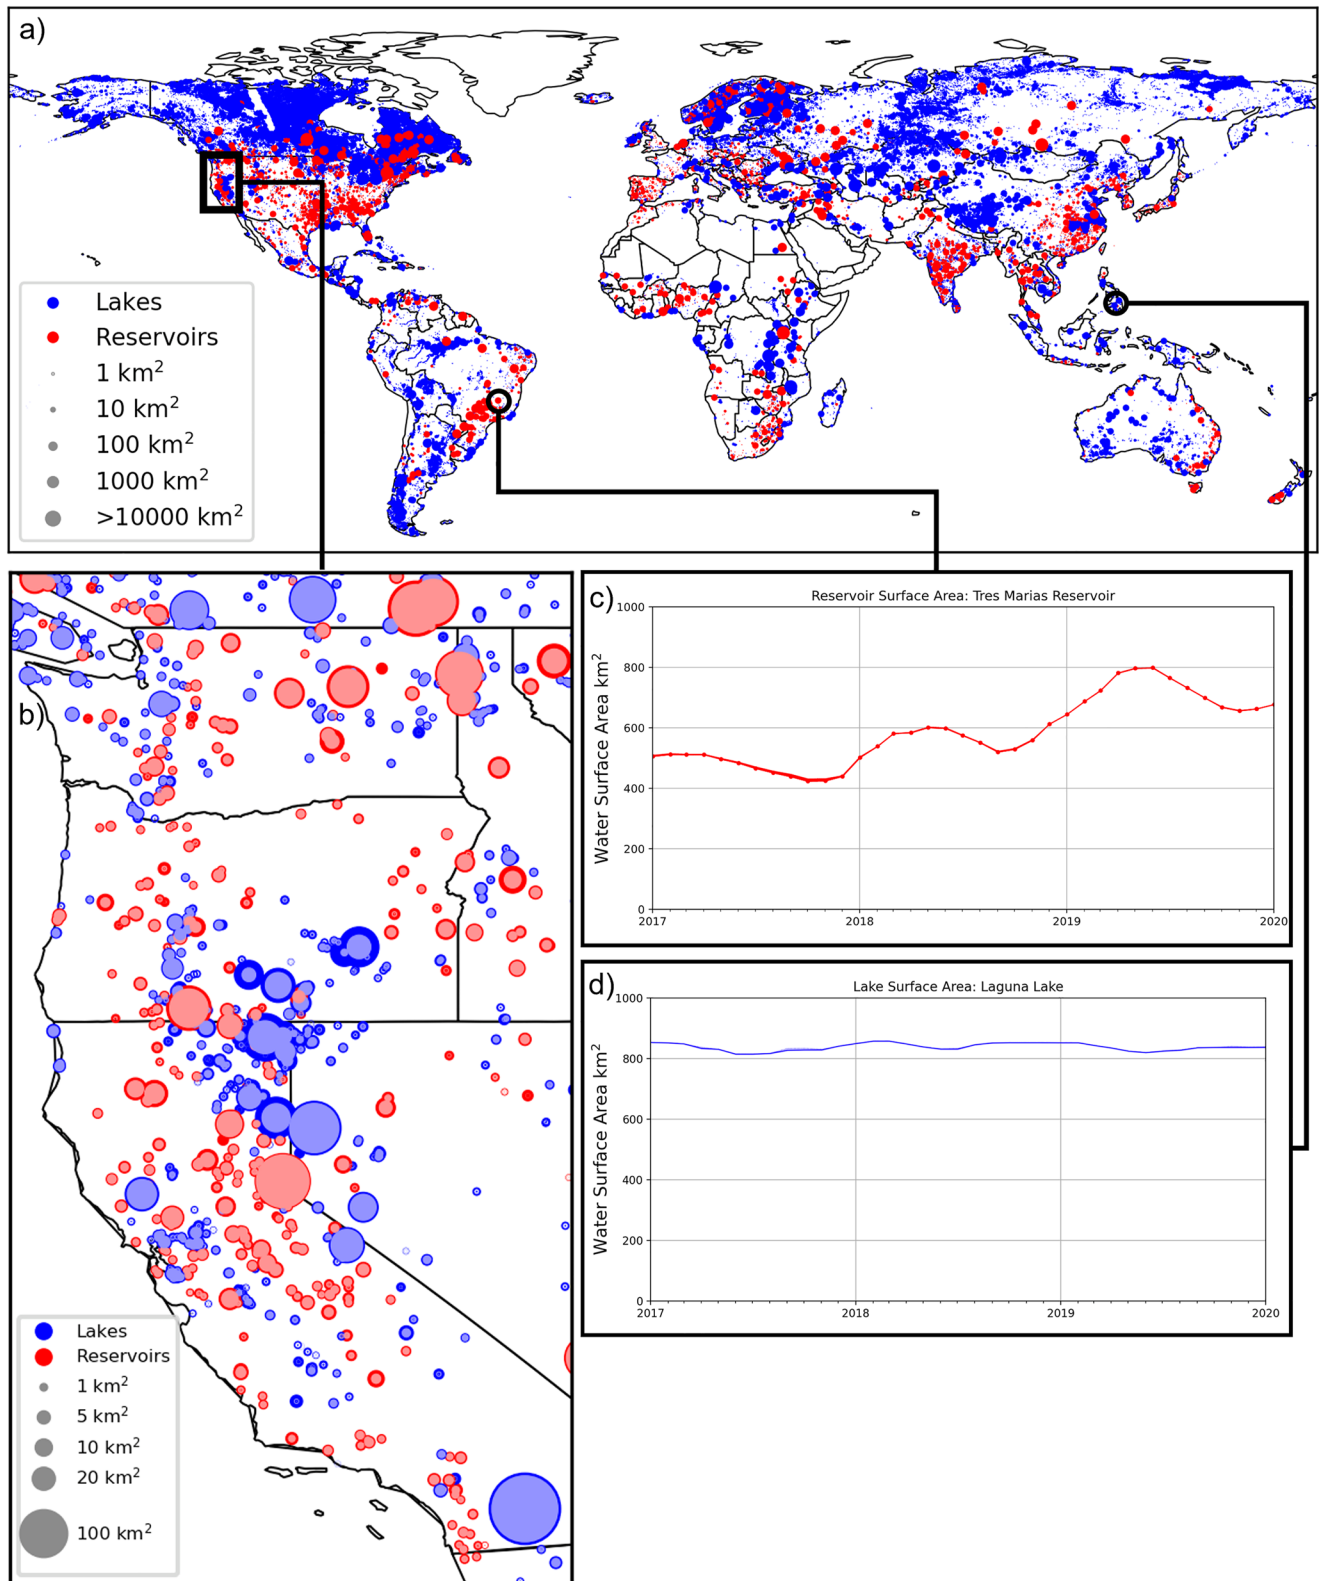 a)
Lakes
Reservoirs
1 km²
10 km²
100 km²
1000 km²
>10000 km²
b)
Lakes
Reservoirs
1 km²
5 km²
10 km²
20 km²
100 km²
c)
Reservoir Surface Area: Tres Marias Reservoir
Water Surface Area km²
1000
800
600
400
200
0
2017 2018 2019 2020
d)
Lake Surface Area: Laguna Lake
Water Surface Area km²
1000
800
600
400
200
0
2017 2018 2019 2020